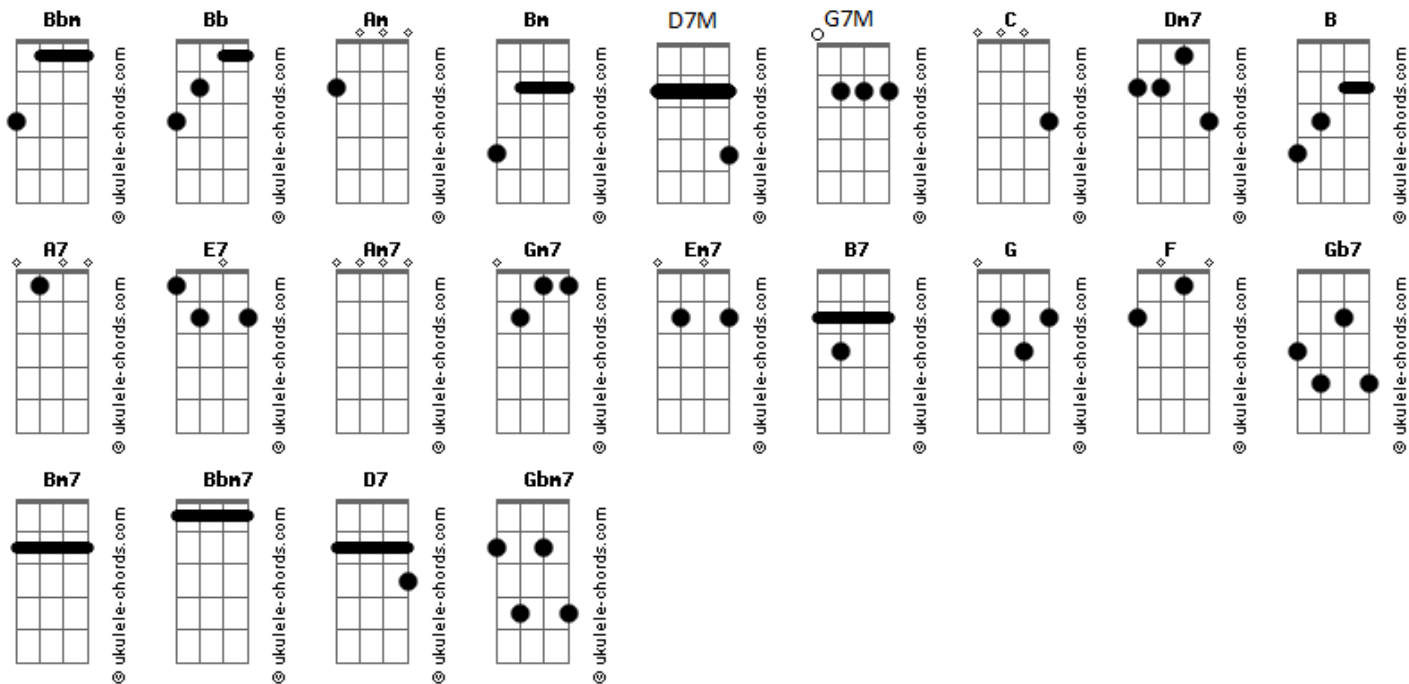 Bbm Bb Am Bm D7M G7M C Dm7 B
© ukulele-chords.com © ukulele-chords.com © ukulele-chords.com © ukulele-chords.com © ukulele-chords.com © ukulele-chords.com © ukulele-chords.com © ukulele-chords.com © ukulele-chords.com
A7 E7 Am7 Gm7 Em7 B7 G F Gb7
© ukulele-chords.com © ukulele-chords.com © ukulele-chords.com © ukulele-chords.com © ukulele-chords.com © ukulele-chords.com © ukulele-chords.com © ukulele-chords.com © ukulele-chords.com
Bm7 Bbm7 D7 Gbm7
© ukulele-chords.com © ukulele-chords.com © ukulele-chords.com © ukulele-chords.com